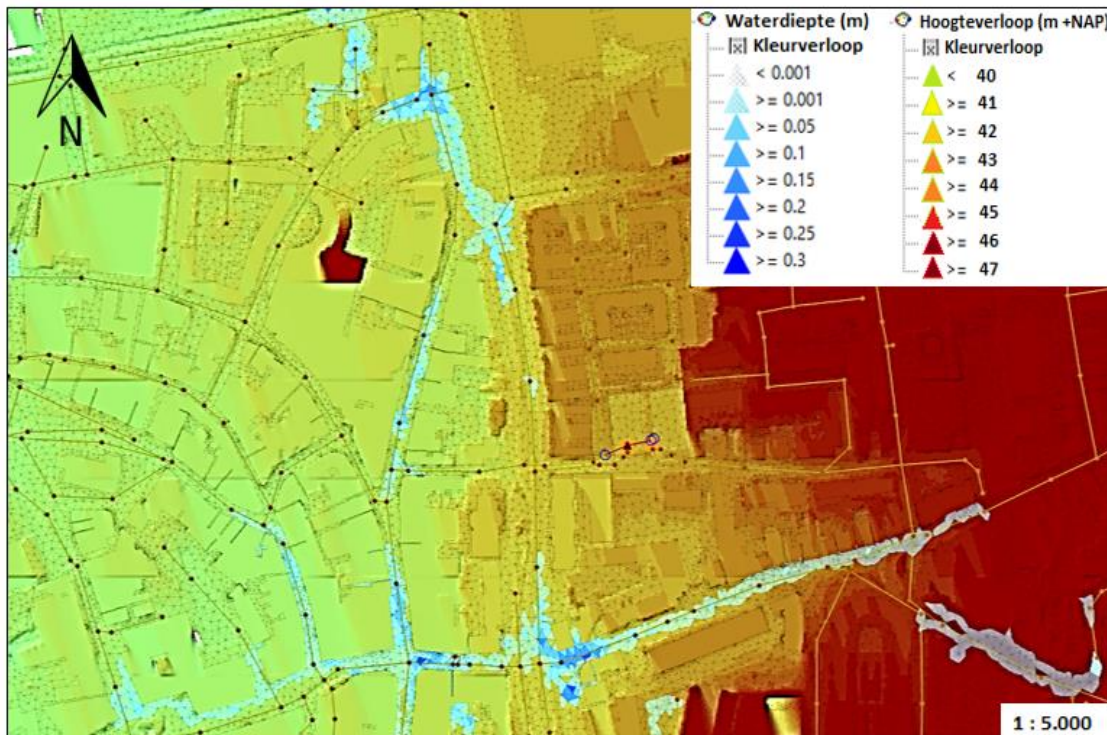 Waterdiepte (m)
Kleurverloop
< 0.001
>= 0.001
>= 0.05
>= 0.1
>= 0.15
>= 0.2
>= 0.25
>= 0.3
Hoogteverloop (m +NAP)
Kleurverloop
< 40
>= 41
>= 42
>= 43
>= 44
>= 45
>= 46
>= 47
N
1 : 5.000